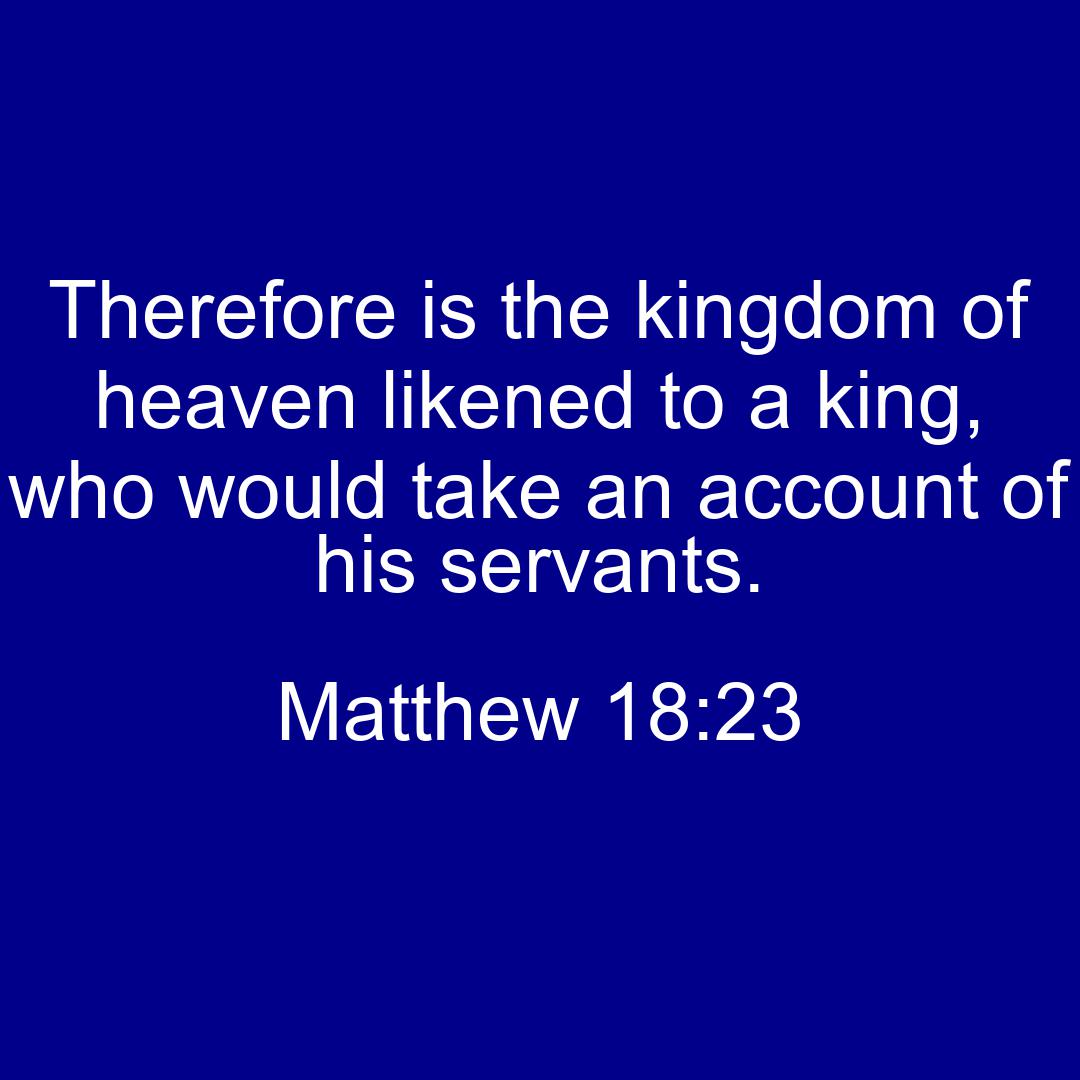 Therefore is the kingdom of
heaven likened to a king,
who would take an account of
his servants.
Matthew 18:23